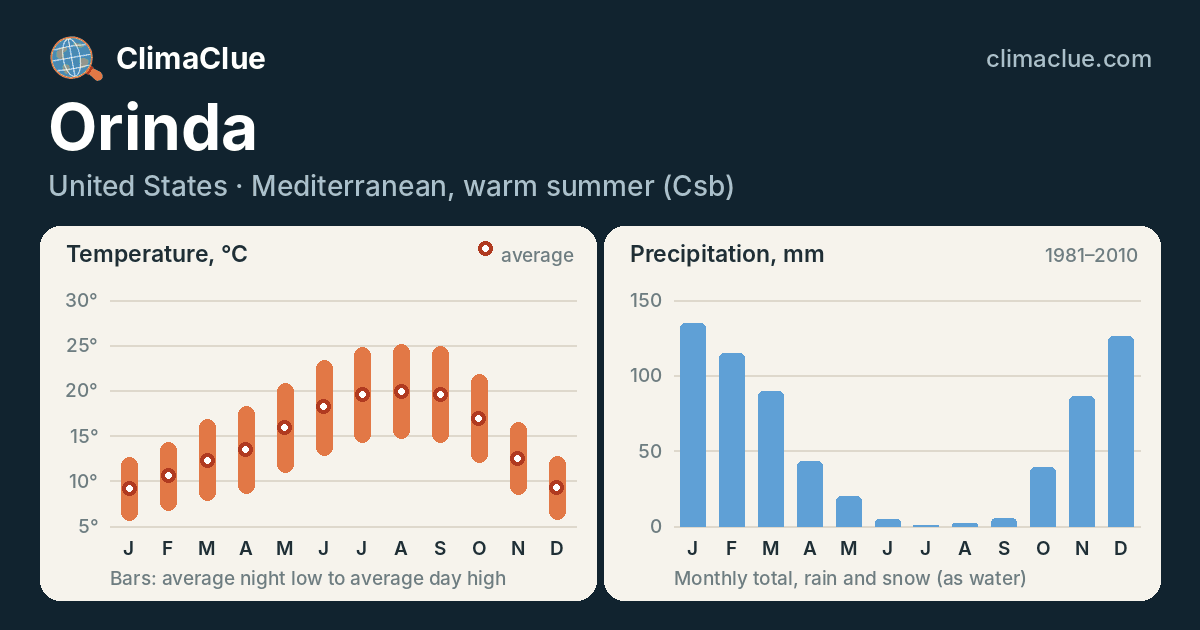 ClimaClue
climaclue.com
Orinda
United States · Mediterranean, warm summer (Csb)
Temperature, °C
average
30°
25°
20°
15°
10°
5°
J F M A M J J A S O N D
Bars: average night low to average day high
Precipitation, mm
1981–2010
150
100
50
0
J F M A M J J A S O N D
Monthly total, rain and snow (as water)